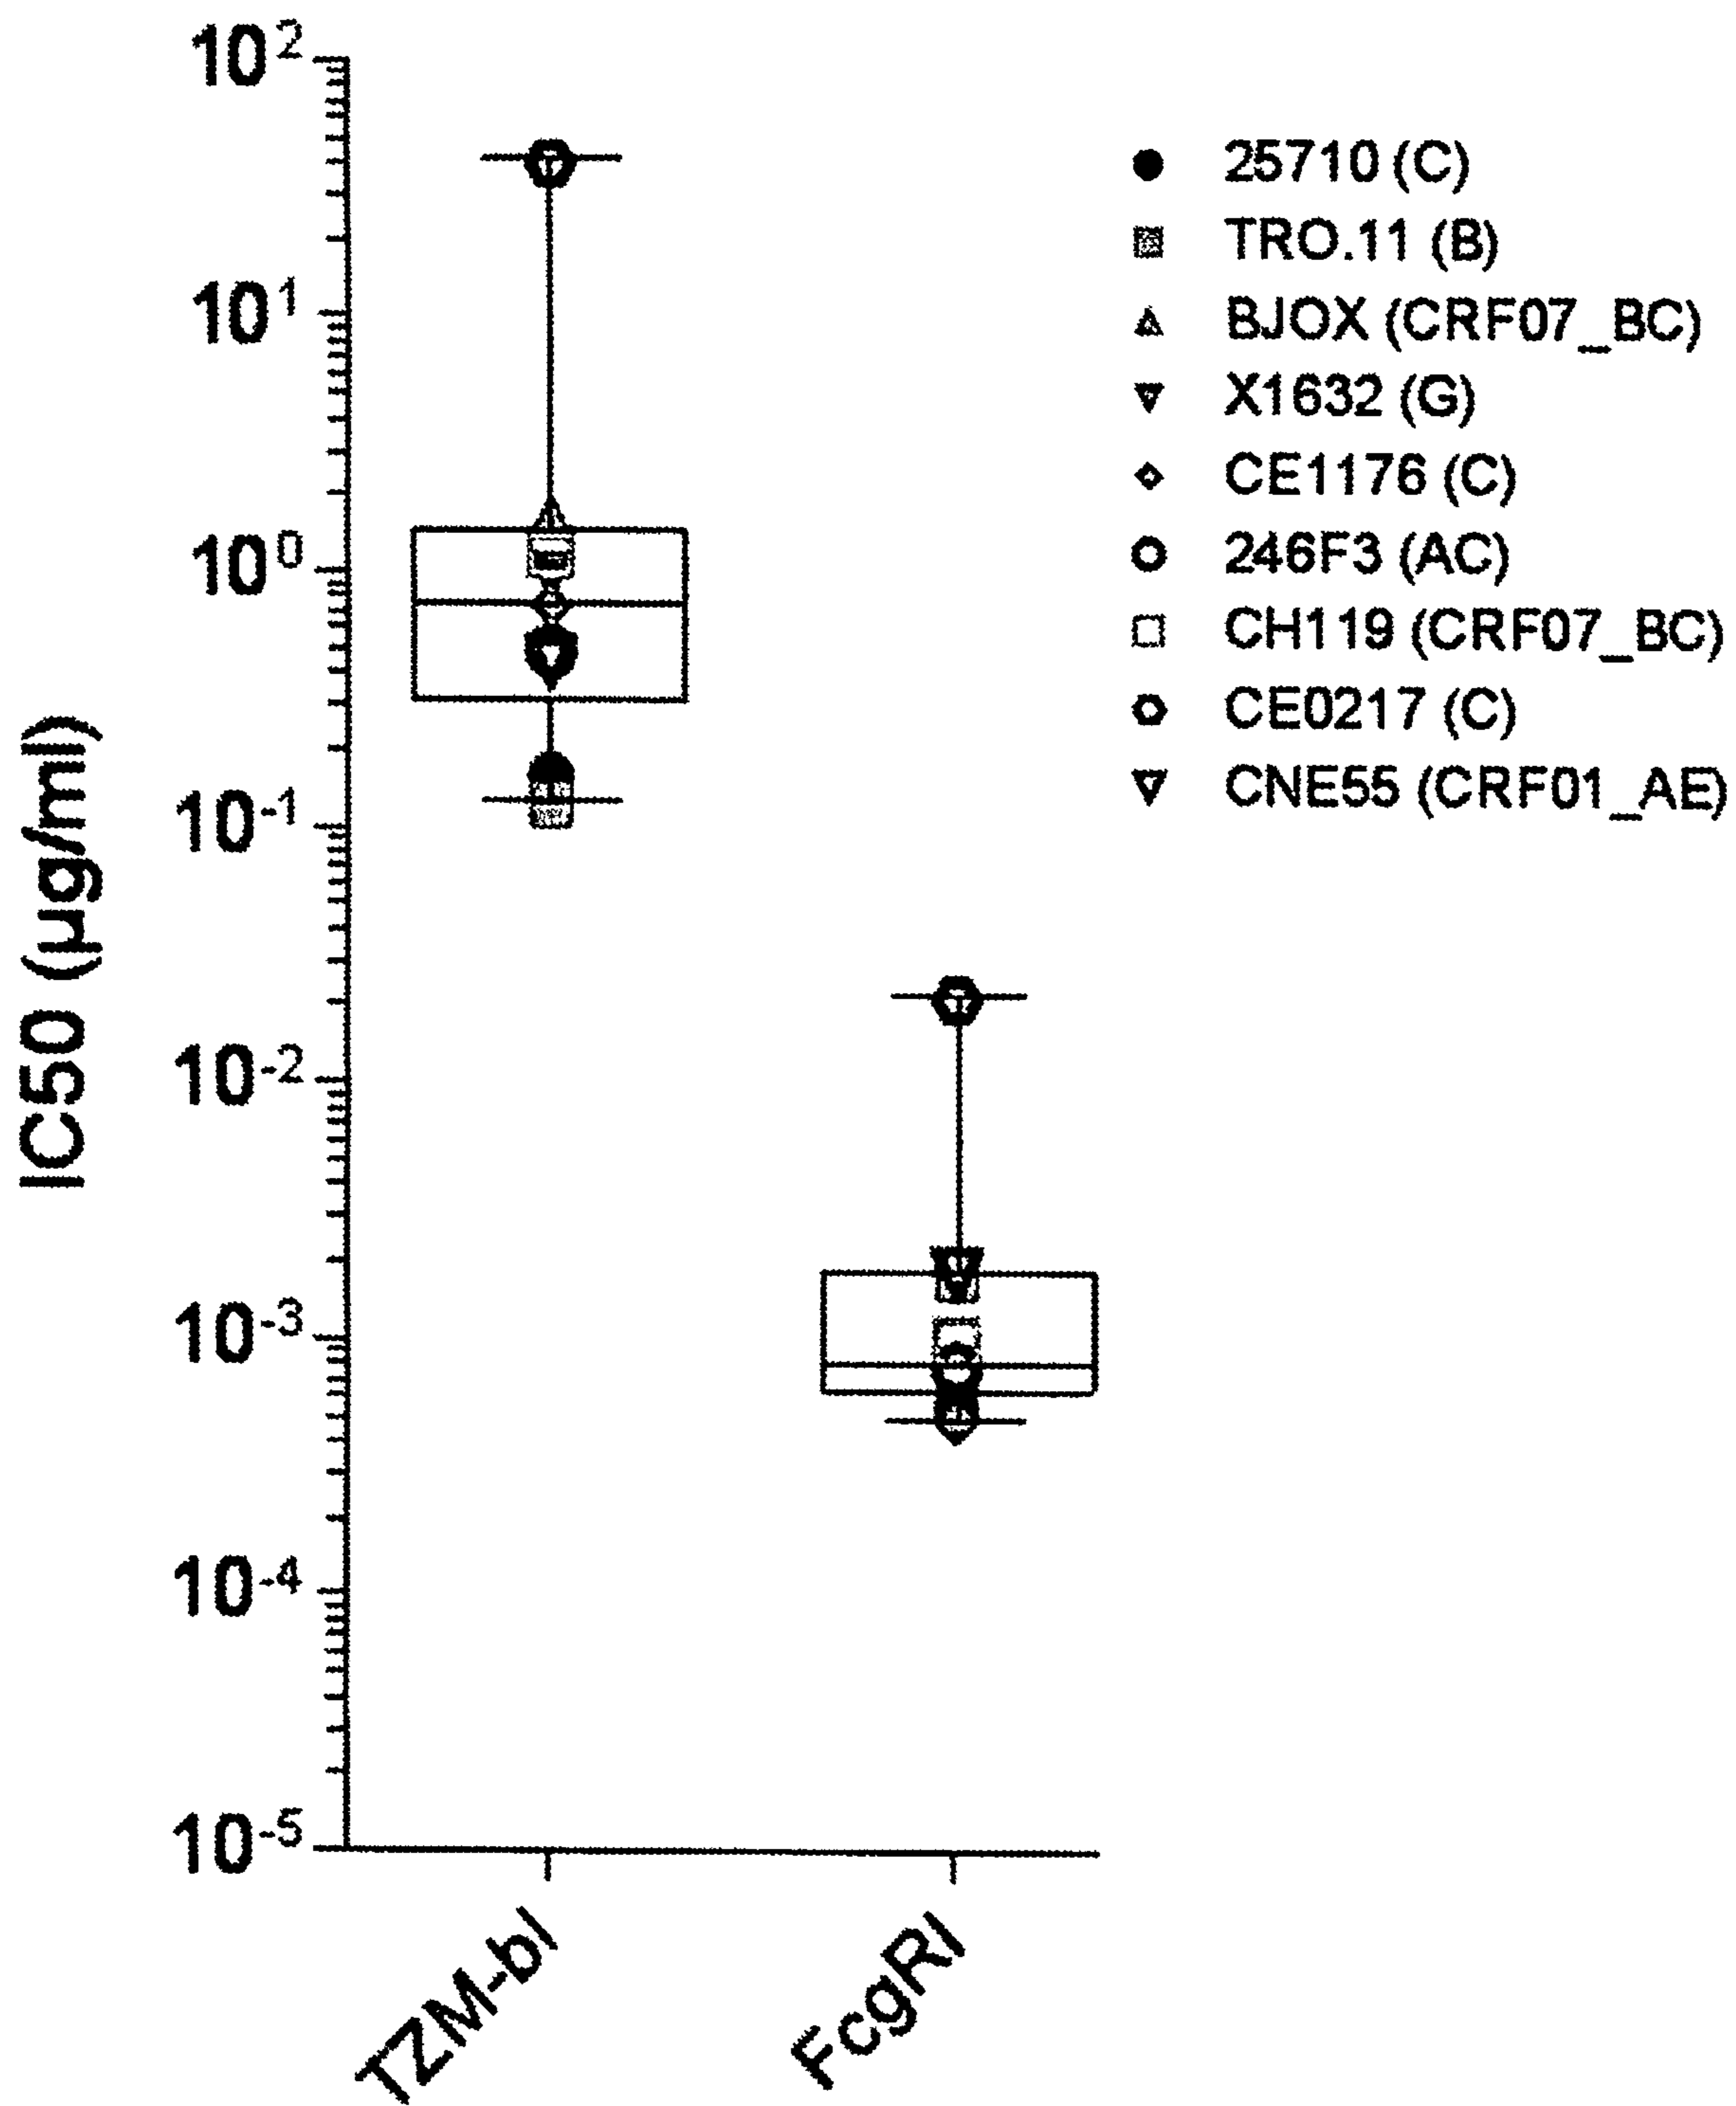 10²
10¹
10⁰
10⁻¹
10⁻²
10⁻³
10⁻⁴
10⁻⁵
IC50 (µg/ml)
TZM-bl
FcgRI
25710 (C)
TRO.11 (B)
BJOX (CRF07_BC)
X1632 (G)
CE1176 (C)
246F3 (AC)
CH119 (CRF07_BC)
CE0217 (C)
CNE55 (CRF01_AE)